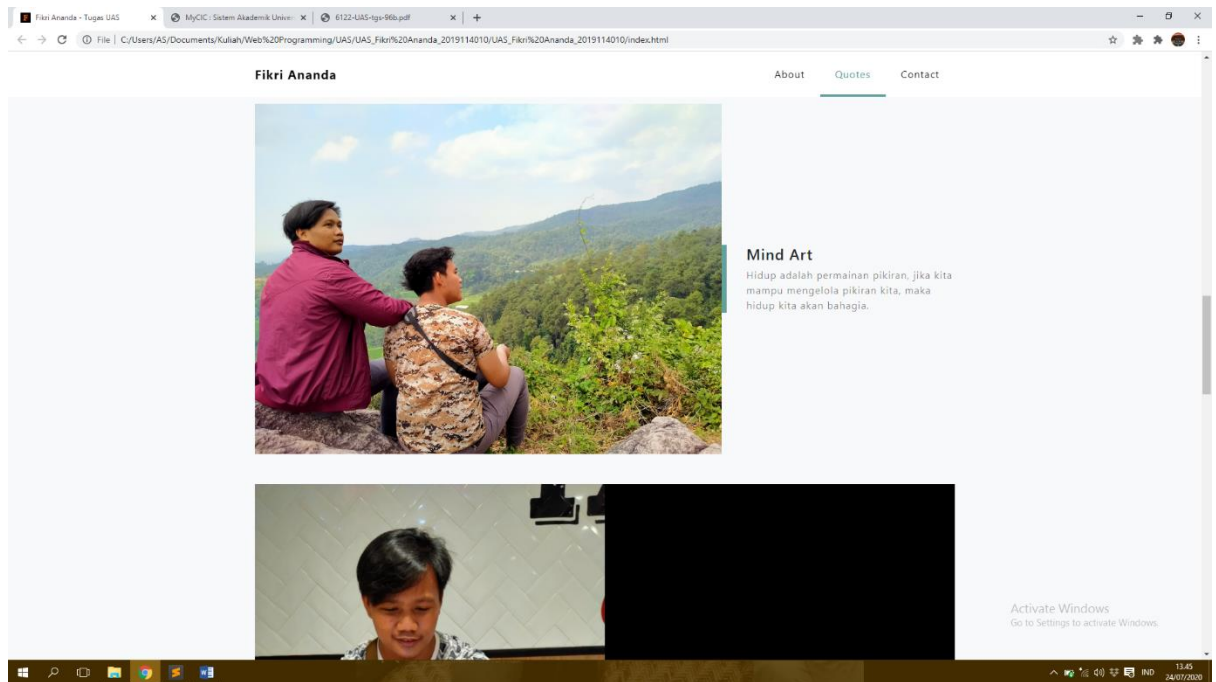 Fikri Ananda - Tugas UAS
MyCIC : Sistem Akademik Univer
6122-UAS-tgv-96b.pdf
File | C:/Users/AS/Documents/Kuliah/Web%20Programming/UAS/UAS_Fikri%20Ananda_2019114010/UAS_Fikri%20Ananda_2019114010/index.html
Fikri Ananda
About Quotes Contact
Mind Art
Hidup adalah permainan pikiran, jika kita
mampu mengelola pikiran kita, maka
hidup kita akan bahagia.
Activate Windows
Go to Settings to activate Windows.
IND
13.45
24/07/2020